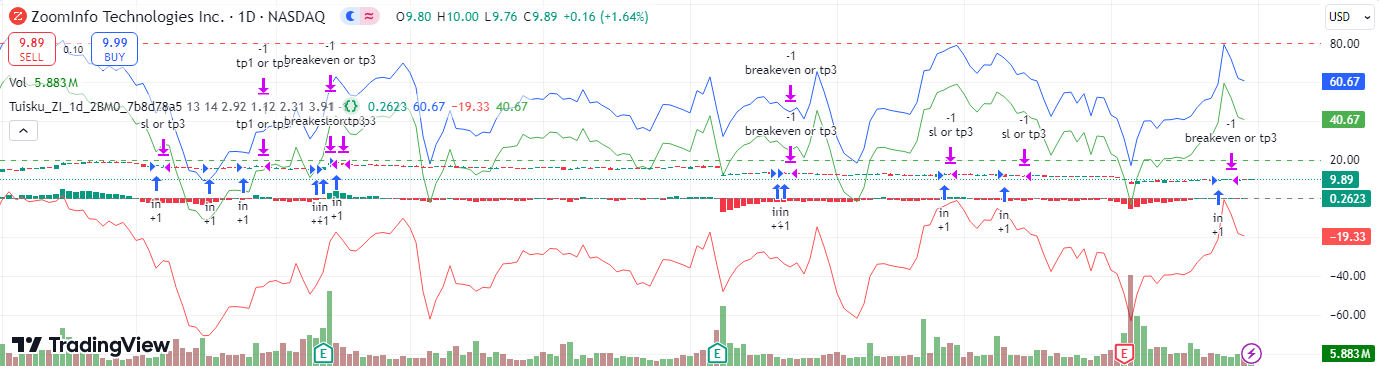 ZoomInfo Technologies Inc. · 1D · NASDAQ O9.80 H10.00 L9.76 C9.89 +0.16 (+1.64%)
USD
9.89 SELL
0.10
9.99 BUY
Vol 5.883 M
Tuisku_ZI_1d_2BM0_7b8d78a5 13 14 2.92 1.12 2.31 3.91 0.2623 60.67 −19.33 40.67
-1
tp1 or tp3
-1
breakeven or tp3
-1
breakeven or tp3
sl or tp3
tp1 or tp3
-1
breakeven or tp3
-1
sl or tp3
-1
sl or tp3
-1
breakeven or tp3
in
+1
in
+1
in
+1
in
+1
in
+1
in
+1
in
+1
80.00
60.67
40.67
20.00
9.89
0.2623
−19.33
−40.00
−60.00
5.883 M
E
E
E
TradingView